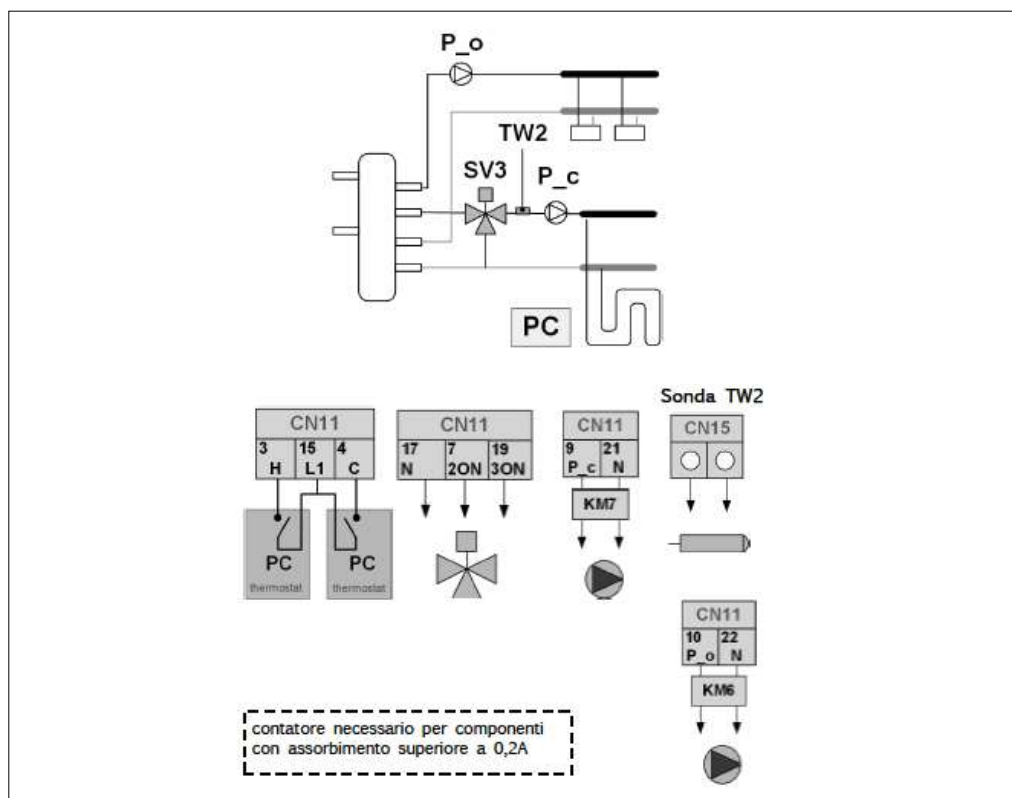 P_o
TW2
SV3
P_c
PC
Sonda TW2
CN11
3 15 4
H L1 C
PC PC
thermostat thermostat
CN11
17 7 19
N 2ON 3ON
CN11
9 21
P_c N
KM7
CN15
CN11
10 22
P_o N
KM6
contatore necessario per componenti
con assorbimento superiore a 0,2A